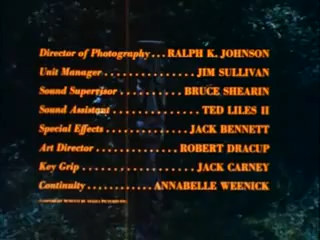 Director of Photography ... RALPH K. JOHNSON
Unit Manager ............... JIM SULLIVAN
Sound Supervisor ........... BRUCE SHEARIN
Sound Assistant ............... TED LILES II
Special Effects .............. JACK BENNETT
Art Director .............. ROBERT DRACUP
Key Grip .................. JACK CARNEY
Continuity ........... ANNABELLE WEENICK